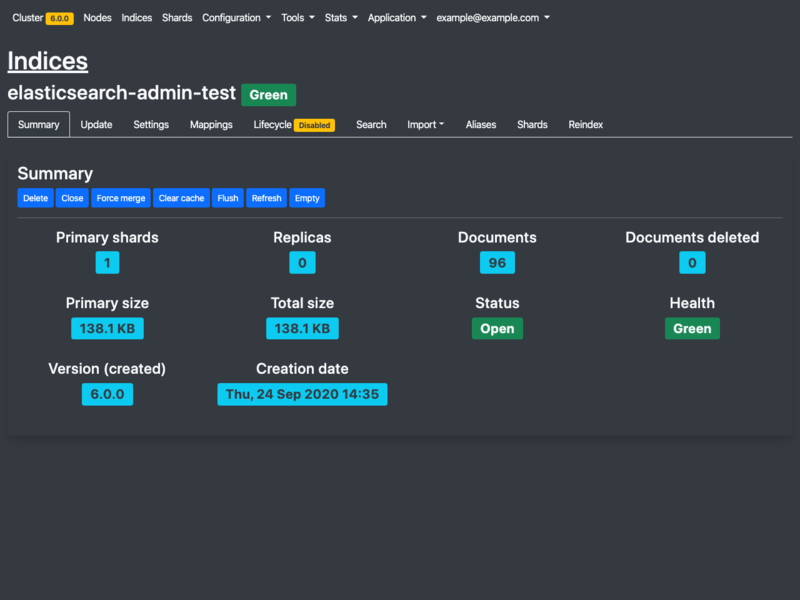 Cluster 6.0.0 Nodes Indices Shards Configuration Tools Stats Application example@example.com
Indices
elasticsearch-admin-test Green
Summary Update Settings Mappings Lifecycle Disabled Search Import Aliases Shards Reindex
Summary
Delete Close Force merge Clear cache Flush Refresh Empty
Primary shards Replicas Documents Documents deleted
1 0 96 0
Primary size Total size Status Health
138.1 KB 138.1 KB Open Green
Version (created) Creation date
6.0.0 Thu, 24 Sep 2020 14:35